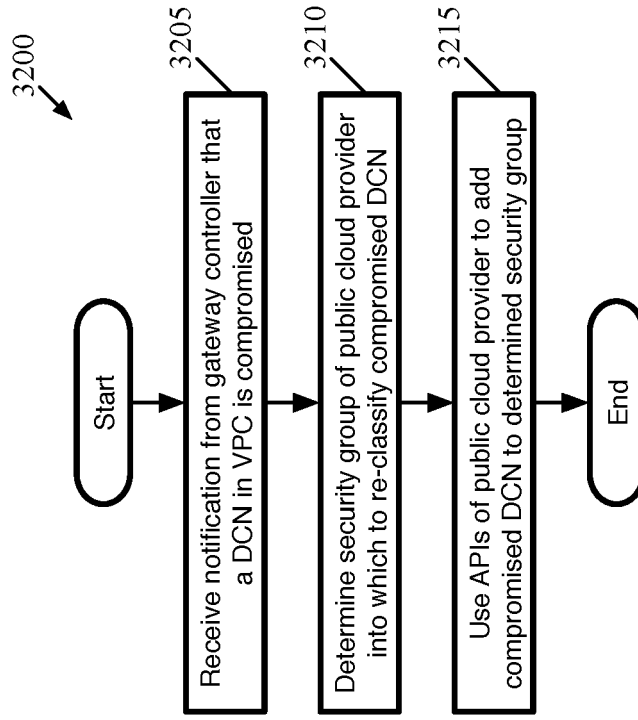 3200
Start
Receive notification from gateway controller that
a DCN in VPC is compromised
3205
Determine security group of public cloud provider
into which to re-classify compromised DCN
3210
Use APIs of public cloud provider to add
compromised DCN to determined security group
3215
End